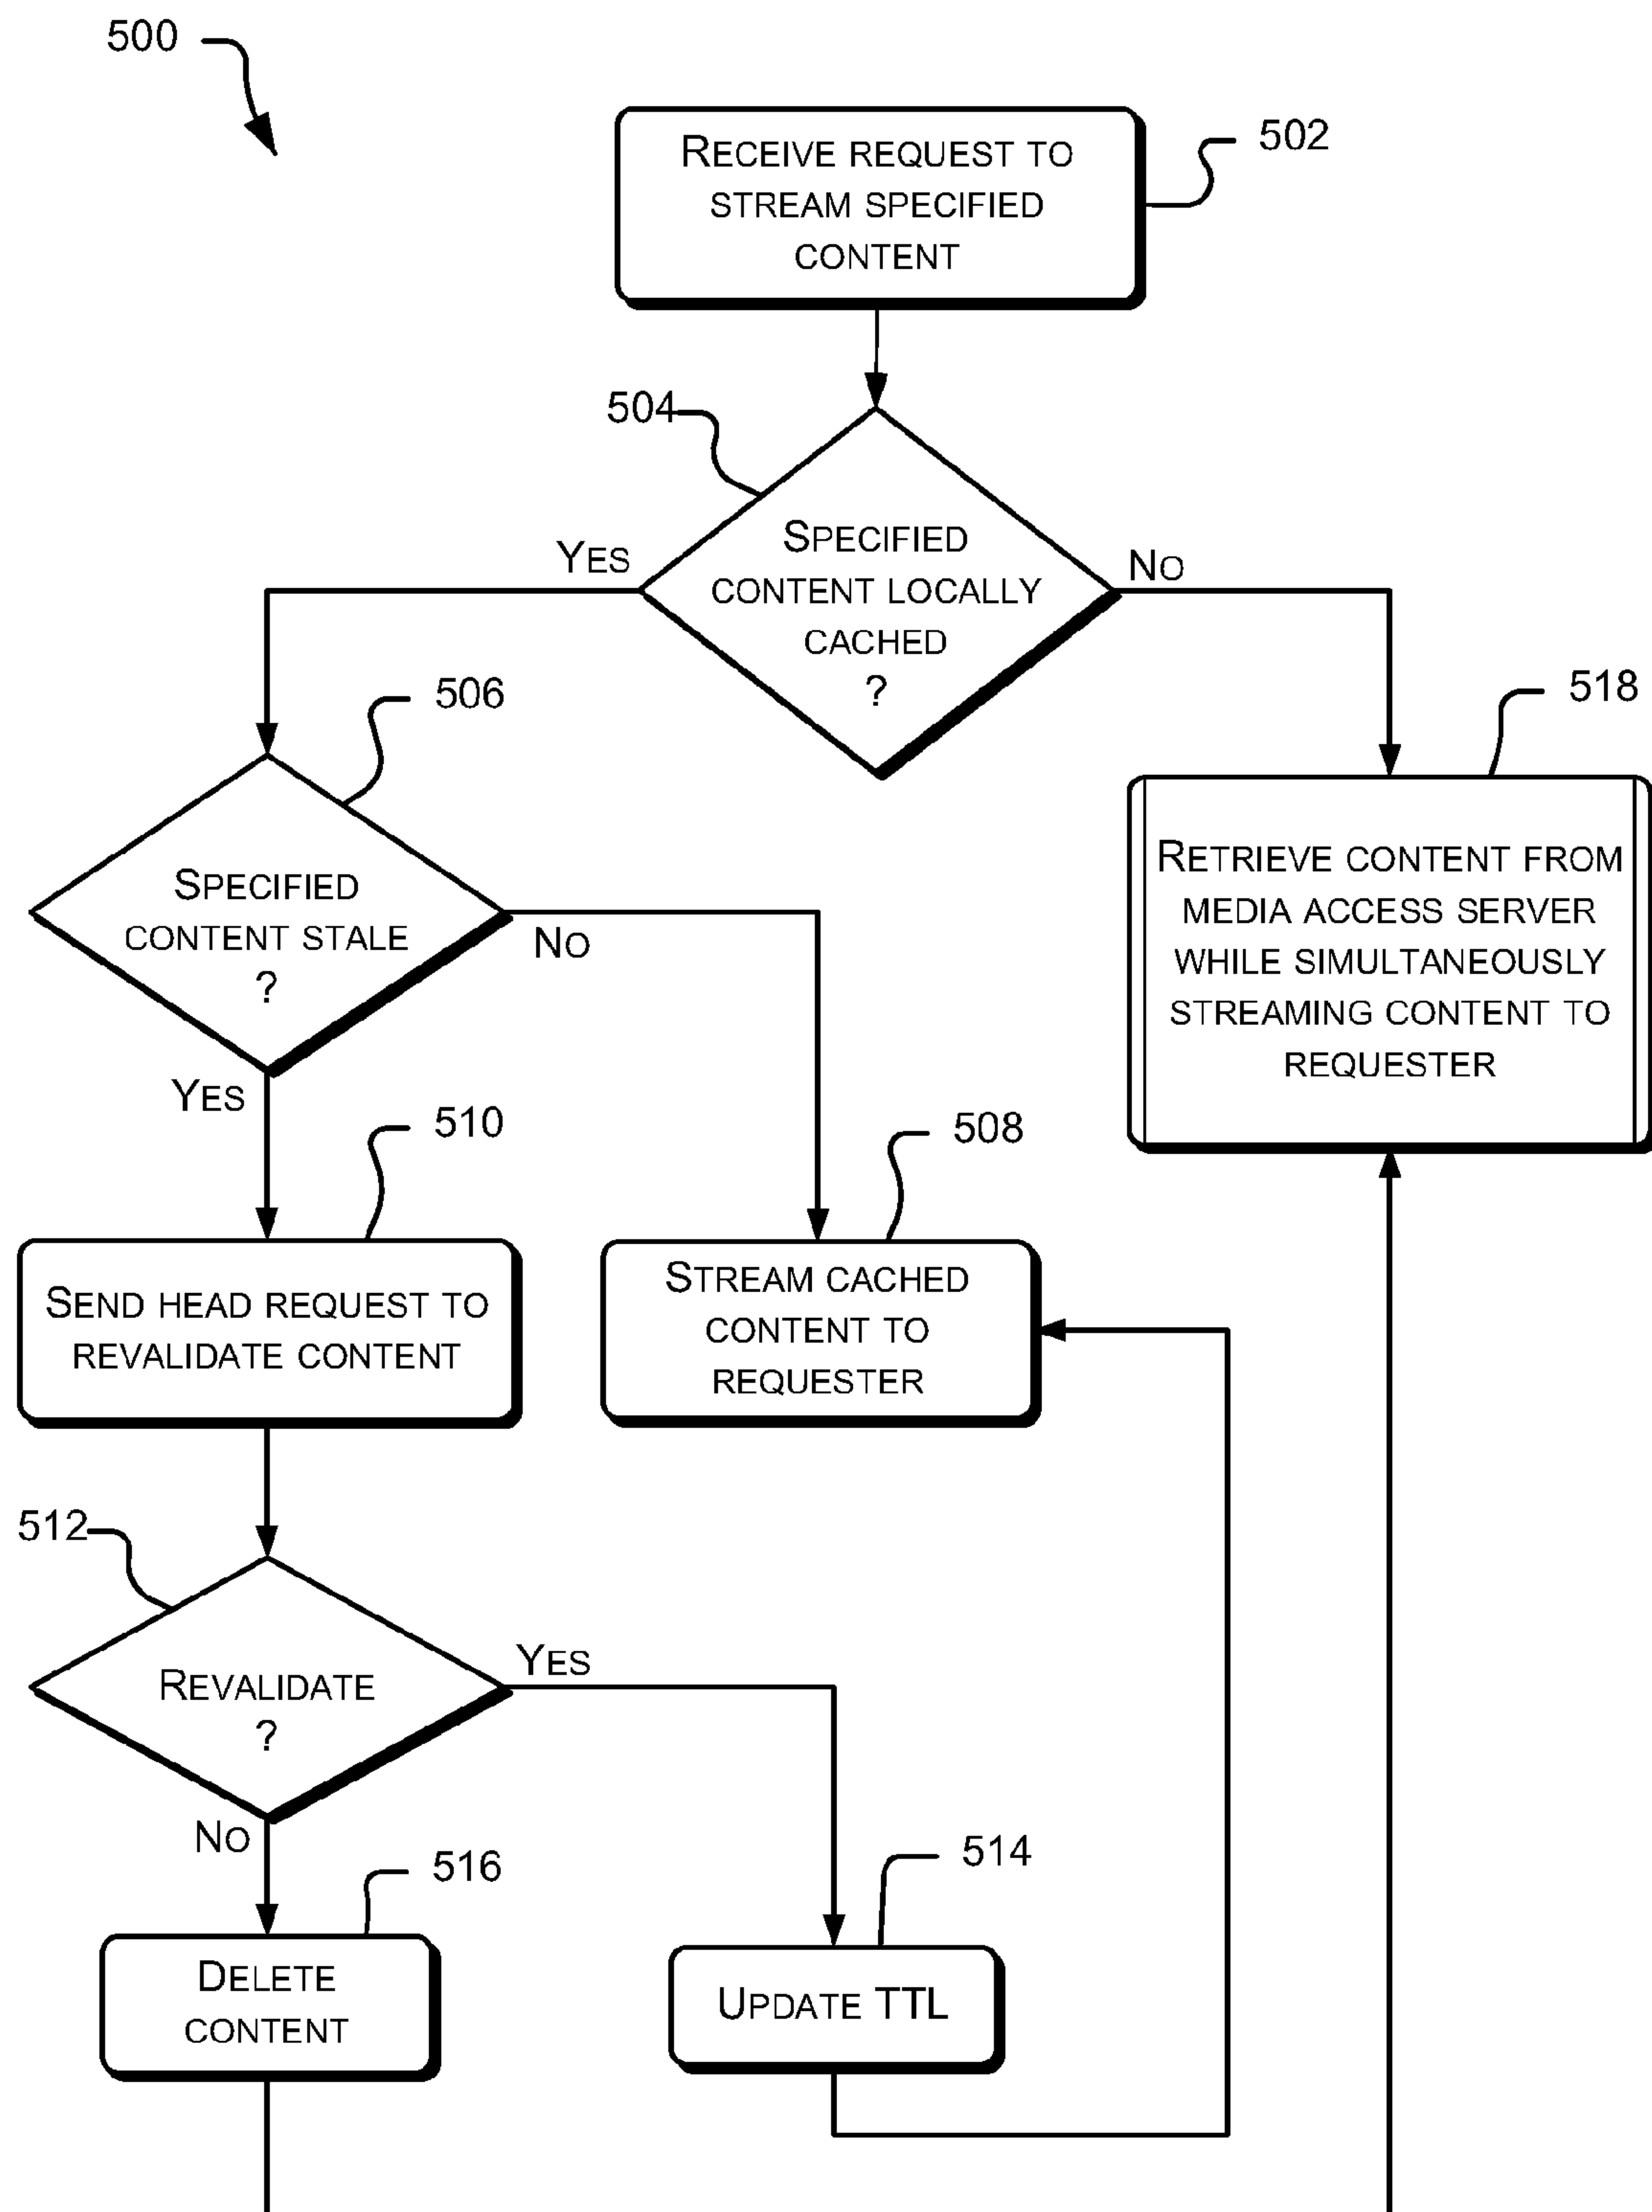 500
RECEIVE REQUEST TO
STREAM SPECIFIED
CONTENT
502
504
SPECIFIED
CONTENT LOCALLY
CACHED
?
YES
NO
506
SPECIFIED
CONTENT STALE
?
NO
YES
518
RETRIEVE CONTENT FROM
MEDIA ACCESS SERVER
WHILE SIMULTANEOUSLY
STREAMING CONTENT TO
REQUESTER
510
SEND HEAD REQUEST TO
REVALIDATE CONTENT
508
STREAM CACHED
CONTENT TO
REQUESTER
512
REVALIDATE
?
YES
NO
516
DELETE
CONTENT
514
UPDATE TTL